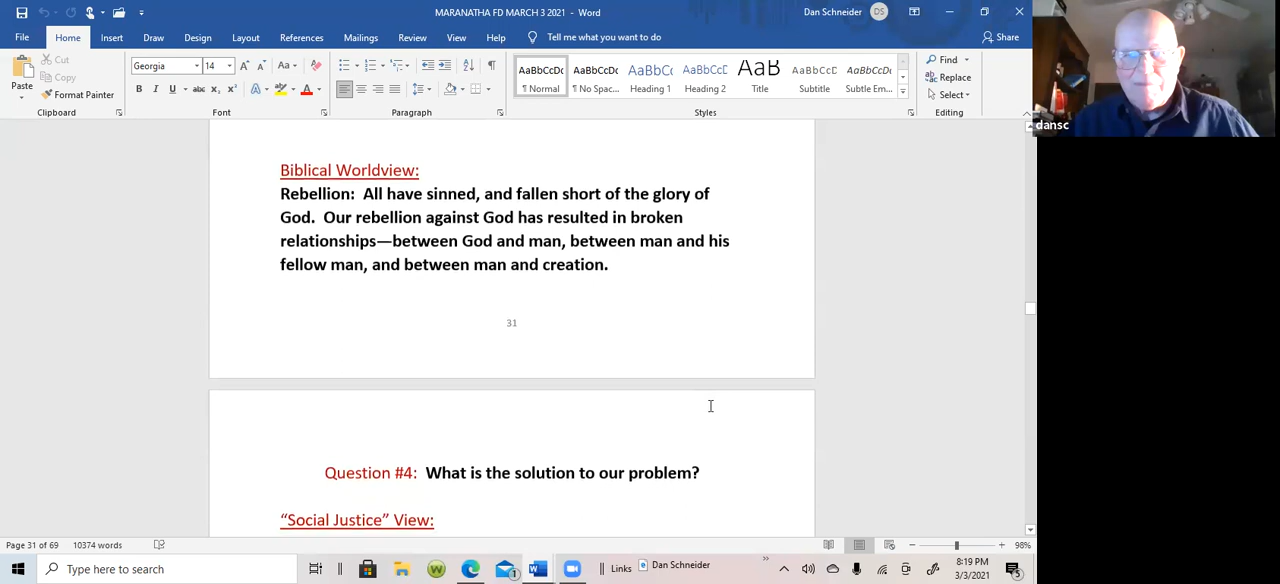 MARANATHA FD MARCH 3 2021 - Word
Dan Schneider
DS
File
Home
Insert
Draw
Design
Layout
References
Mailings
Review
View
Help
Tell me what you want to do
Share
Paste
Cut
Copy
Format Painter
Clipboard
Georgia
14
Font
Paragraph
AaBbCcDc
¶ Normal
AaBbCcDc
¶ No Spac...
AaBbCc
Heading 1
AaBbCcD
Heading 2
AaB
Title
AaBbCcD
Subtitle
AaBbCcDc
Subtle Em...
Styles
Find
Replace
Select
Editing
dansc
Biblical Worldview:
Rebellion: All have sinned, and fallen short of the glory of
God. Our rebellion against God has resulted in broken
relationships—between God and man, between man and his
fellow man, and between man and creation.
31
Question #4: What is the solution to our problem?
“Social Justice” View:
Page 31 of 69
10374 words
98%
Type here to search
Links
Dan Schneider
8:19 PM
3/3/2021